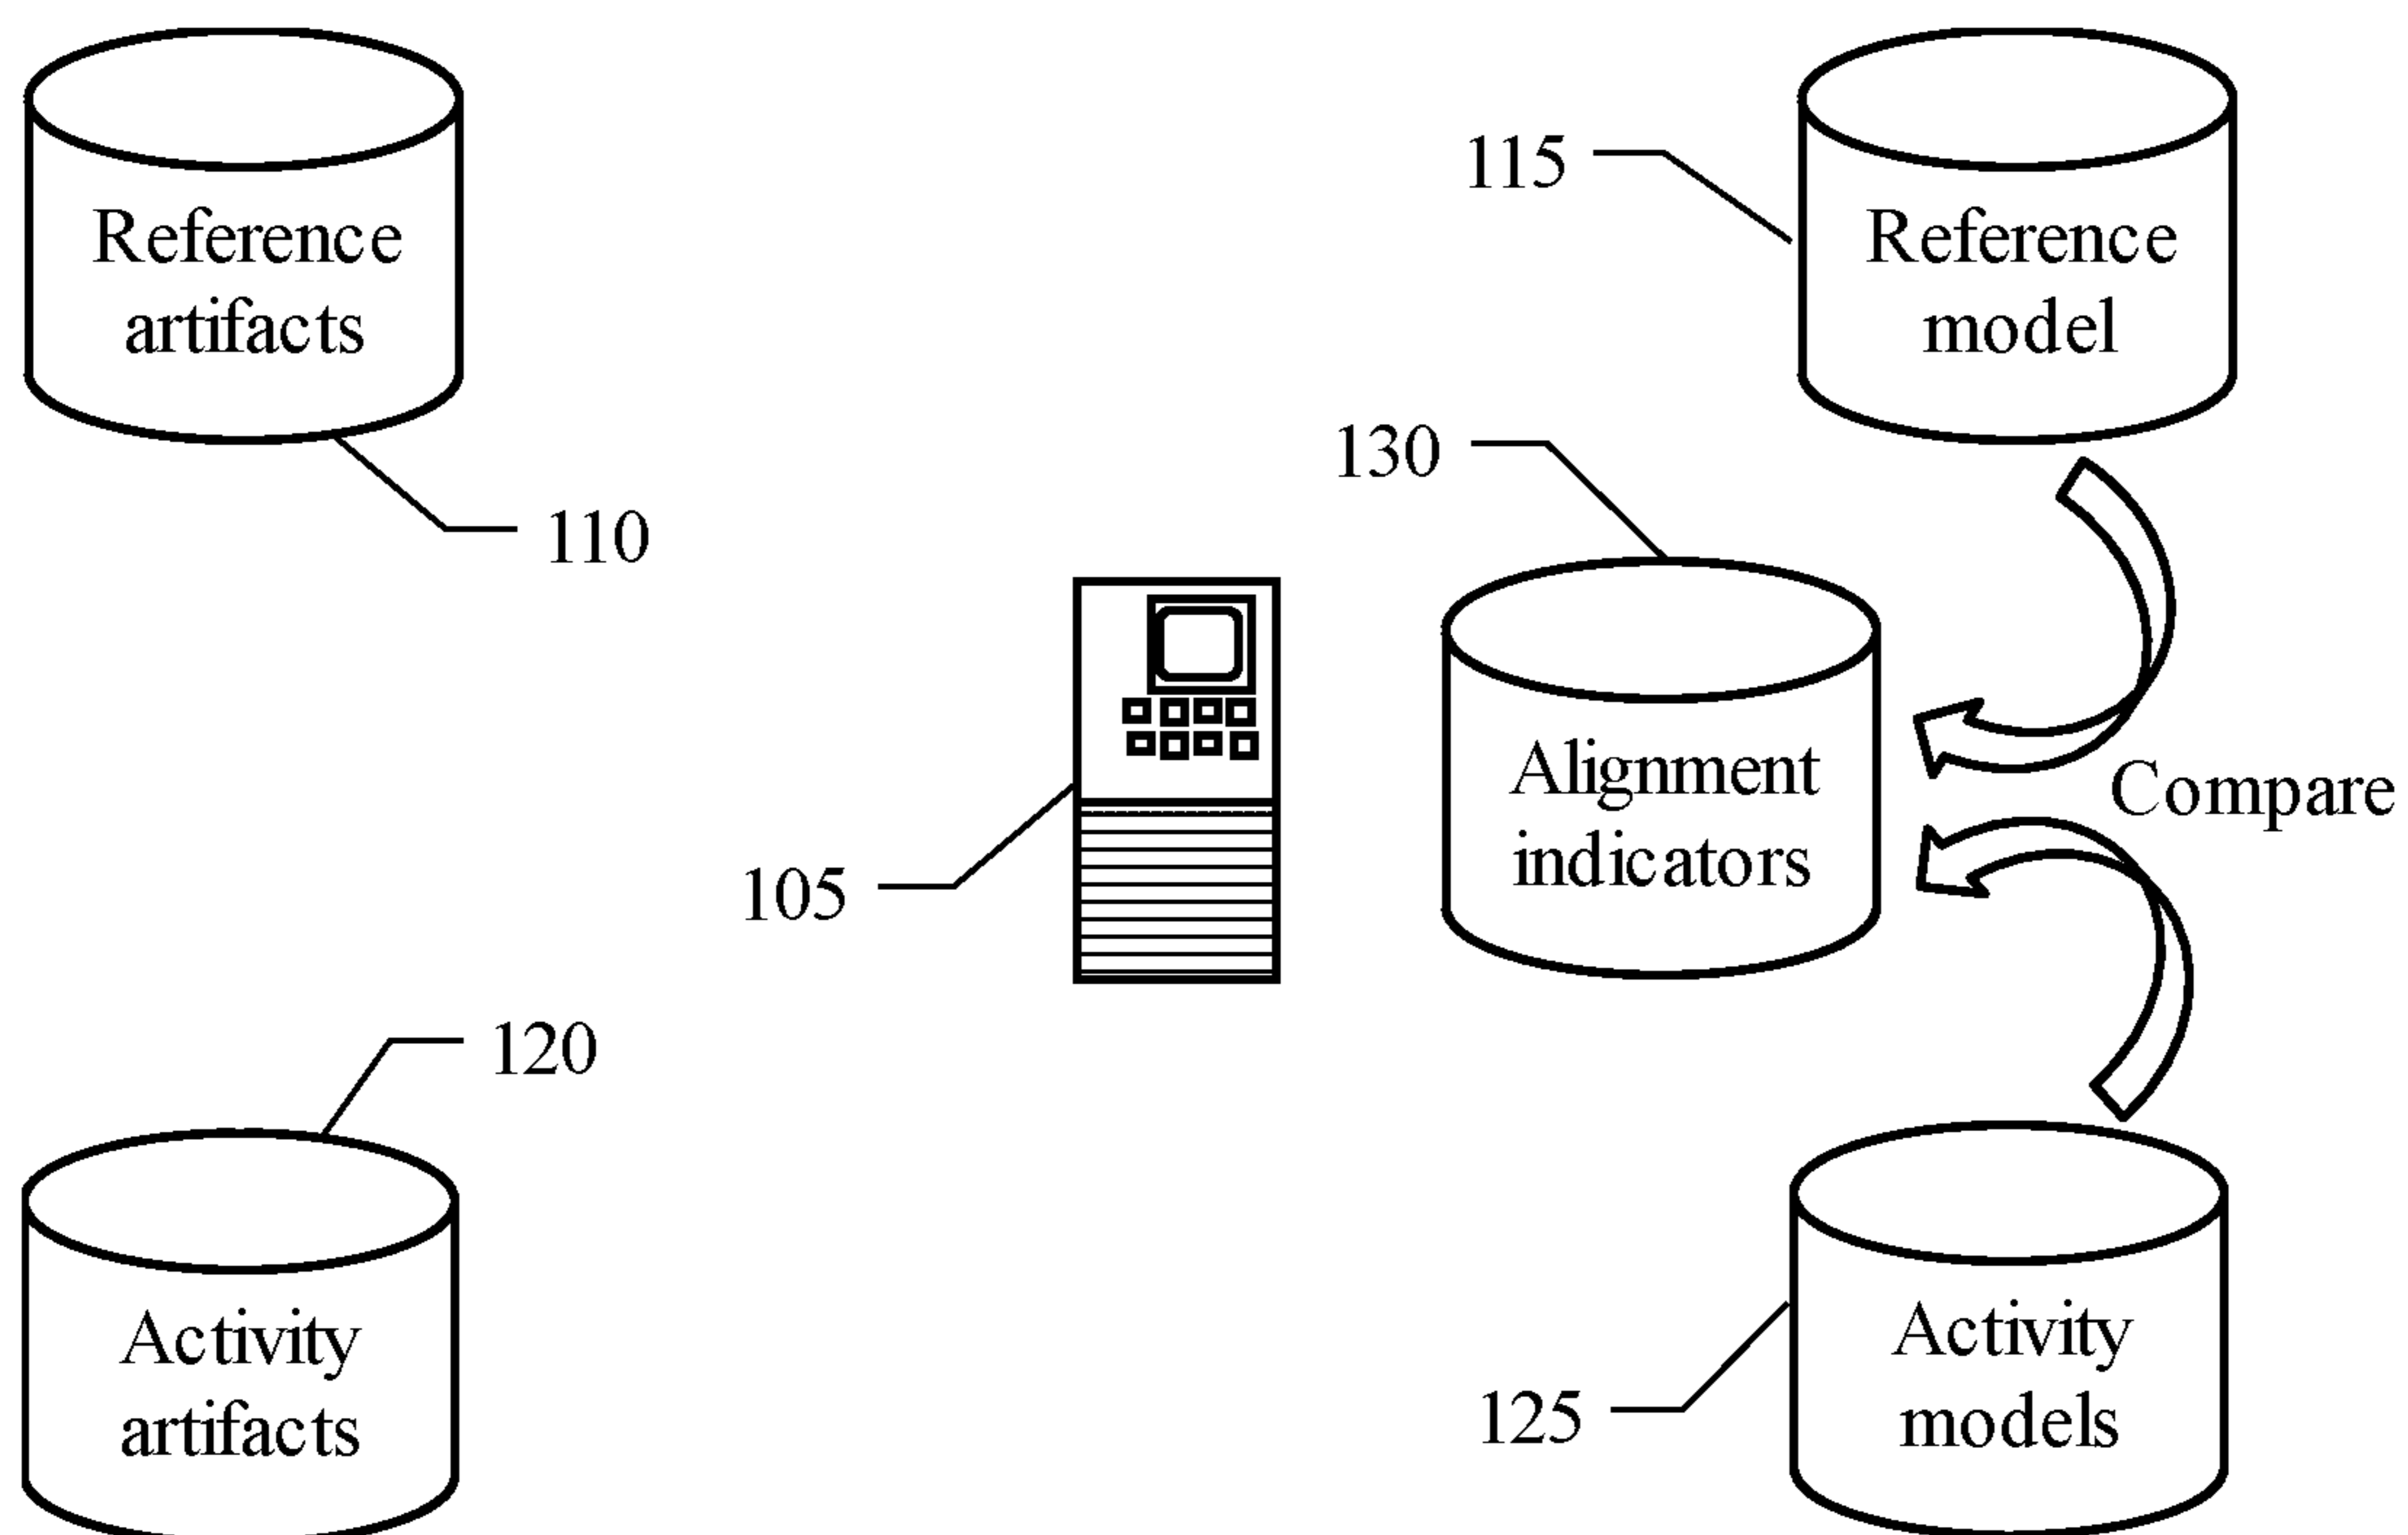 Reference
artifacts
110
115
Reference
model
130
105
Alignment
indicators
Compare
120
Activity
artifacts
125
Activity
models